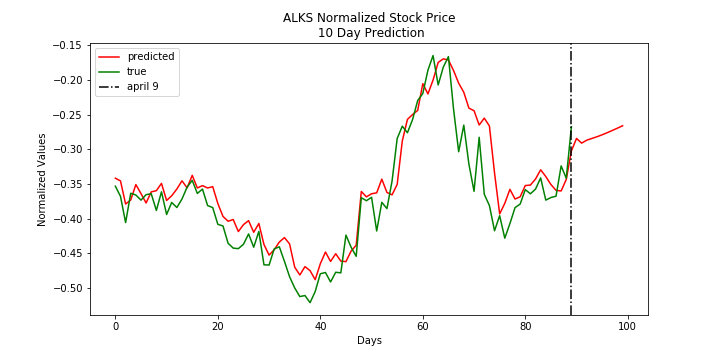 ALKS Normalized Stock Price
10 Day Prediction
predicted
true
april 9
Normalized Values
−0.15
−0.20
−0.25
−0.30
−0.35
−0.40
−0.45
−0.50
0 20 40 60 80 100
Days